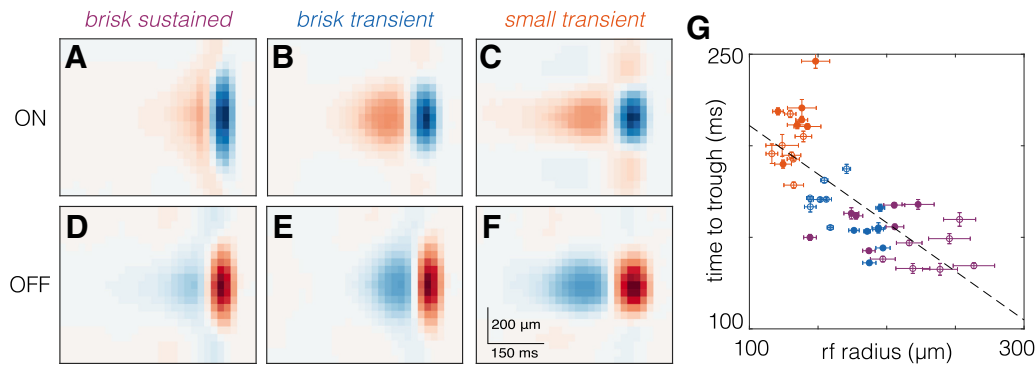 brisk sustained
brisk transient
small transient
G
A
B
C
ON
D
E
F
OFF
200 µm
150 ms
250
time to trough (ms)
100
100
rf radius (µm)
300